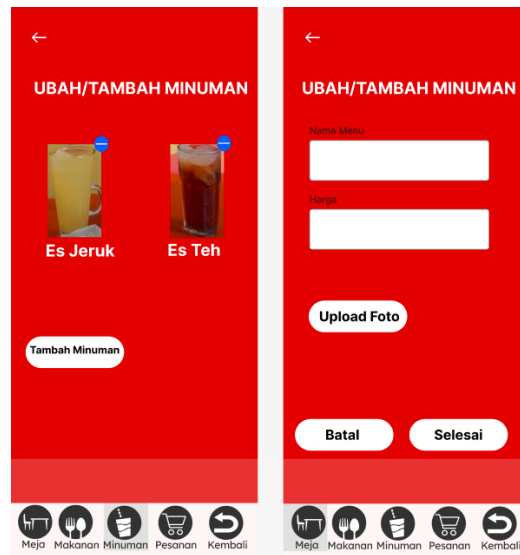 UBAH/TAMBAH MINUMAN
Es Jeruk
Es Teh
Tambah Minuman
Meja
Makanan
Minuman
Pesanan
Kembali
UBAH/TAMBAH MINUMAN
Nama Menu
Harga
Upload Foto
Batal
Selesai
Meja
Makanan
Minuman
Pesanan
Kembali